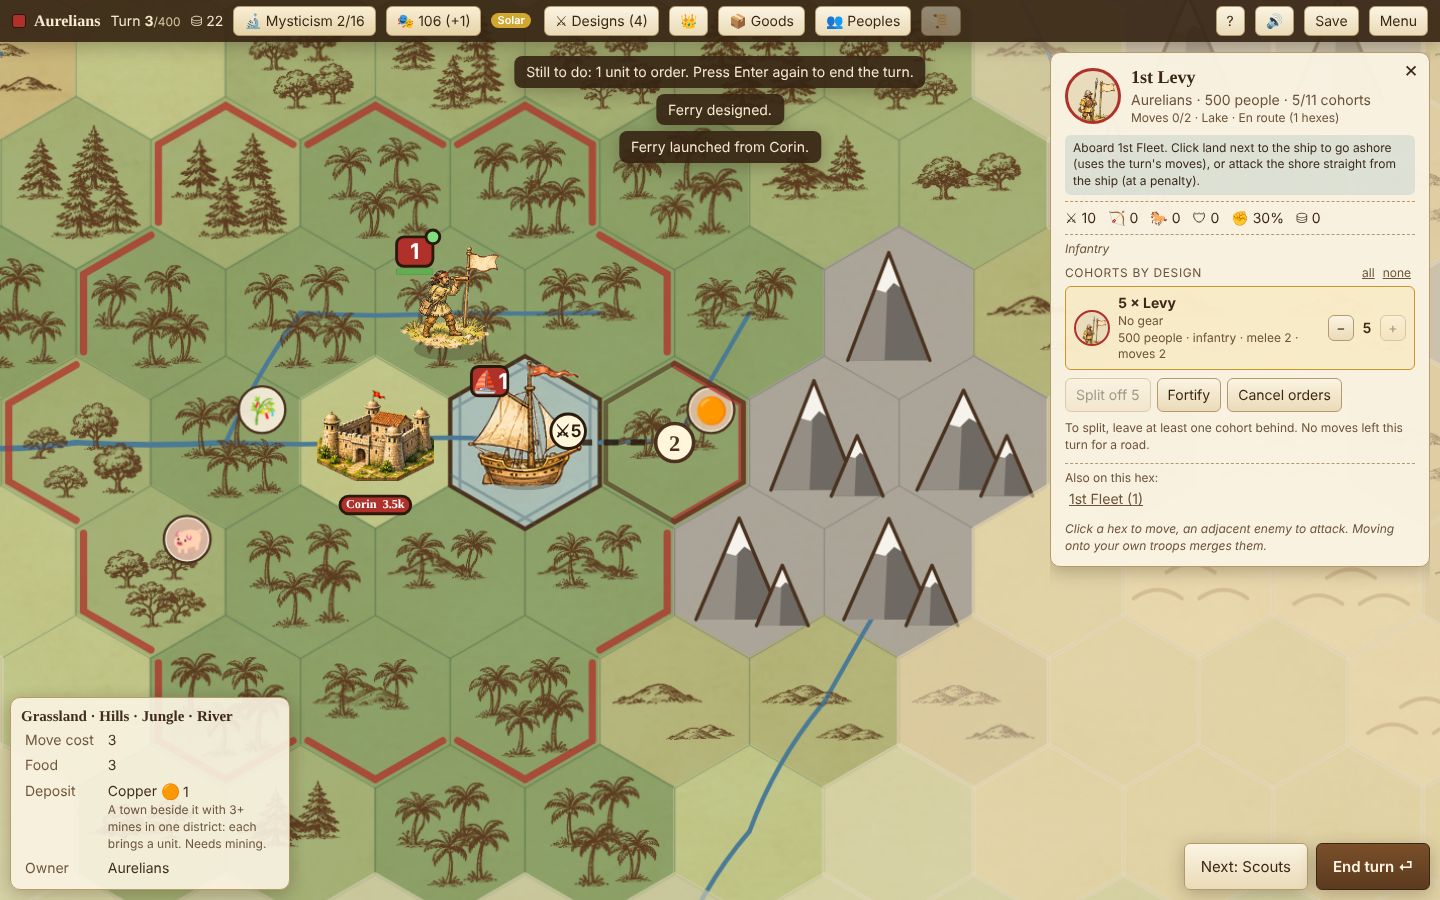 Aurelians Turn 3/400 22 Mysticism 2/16 106 (+1) Solar Designs (4) Goods Peoples ? Save Menu
Still to do: 1 unit to order. Press Enter again to end the turn.
Ferry designed.
Ferry launched from Corin.
1
1
5
2
Corin 3.5k
1st Levy
Aurelians · 500 people · 5/11 cohorts
Moves 0/2 · Lake · En route (1 hexes)
Aboard 1st Fleet. Click land next to the ship to go ashore
(uses the turn's moves), or attack the shore straight from
the ship (at a penalty).
10 0 0 0 30% 0
Infantry
COHORTS BY DESIGN all none
5 × Levy
No gear
500 people · infantry · melee 2 ·
moves 2
− 5 +
Split off 5 Fortify Cancel orders
To split, leave at least one cohort behind. No moves left this
turn for a road.
Also on this hex:
1st Fleet (1)
Click a hex to move, an adjacent enemy to attack. Moving
onto your own troops merges them.
Grassland · Hills · Jungle · River
Move cost 3
Food 3
Deposit Copper 1
A town beside it with 3+
mines in one district: each
brings a unit. Needs mining.
Owner Aurelians
Next: Scouts End turn